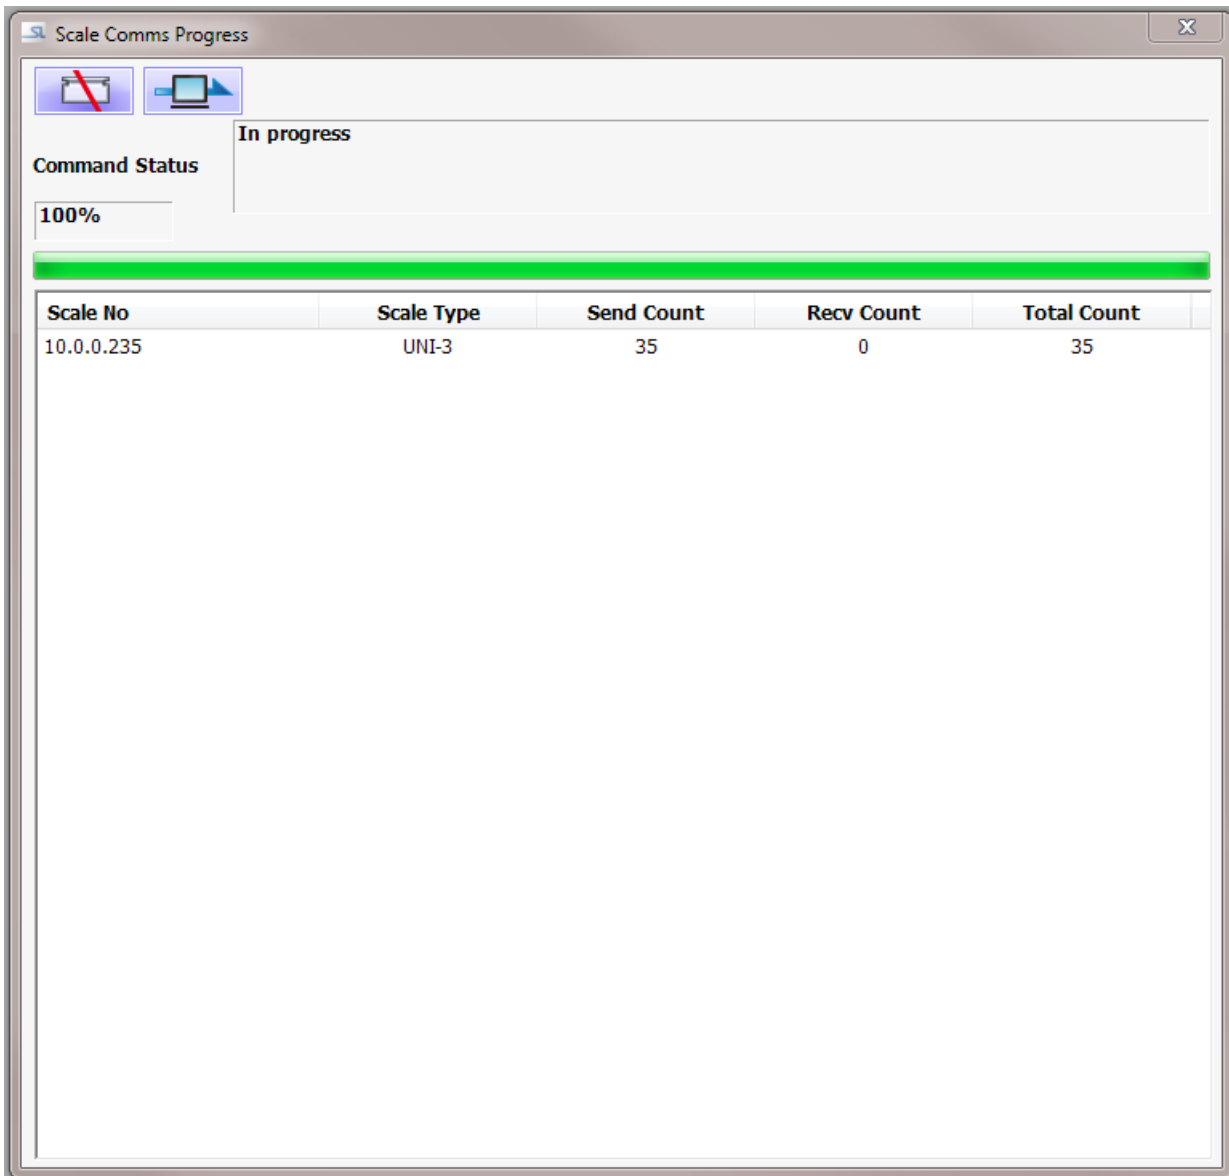 SL Scale Comms Progress
In progress
Command Status
100%
Scale No Scale Type Send Count Recv Count Total Count
10.0.0.235 UNI-3 35 0 35